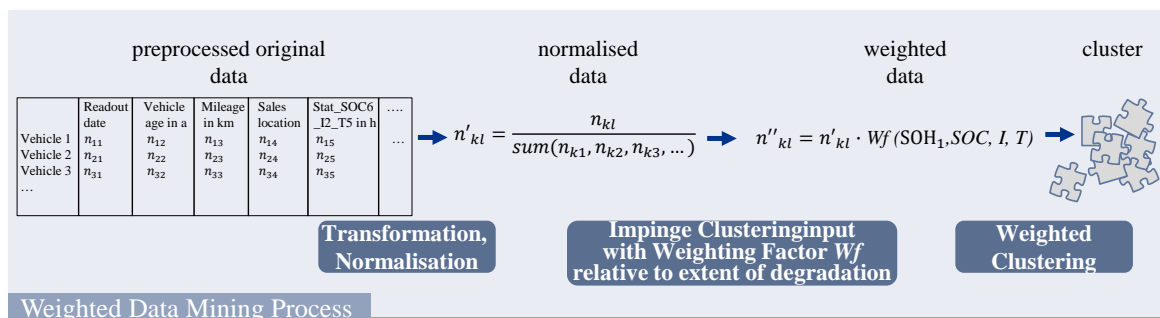 preprocessed original
data
normalised
data
weighted
data
cluster
Readout
date
Vehicle
age in a
Mileage
in km
Sales
location
Stat_SOC6
_I2_T5 in h
….
Vehicle 1 n₁₁ n₁₂ n₁₃ n₁₄ n₁₅ …
Vehicle 2 n₂₁ n₂₂ n₂₃ n₂₄ n₂₅
Vehicle 3 n₃₁ n₃₂ n₃₃ n₃₄ n₃₅
…
n'ₖₗ = nₖₗ / sum(nₖ₁, nₖ₂, nₖ₃, …)
n''ₖₗ = n'ₖₗ · Wf (SOH₁,SOC, I, T)
Transformation,
Normalisation
Impinge Clusteringinput
with Weighting Factor Wf
relative to extent of degradation
Weighted
Clustering
Weighted Data Mining Process